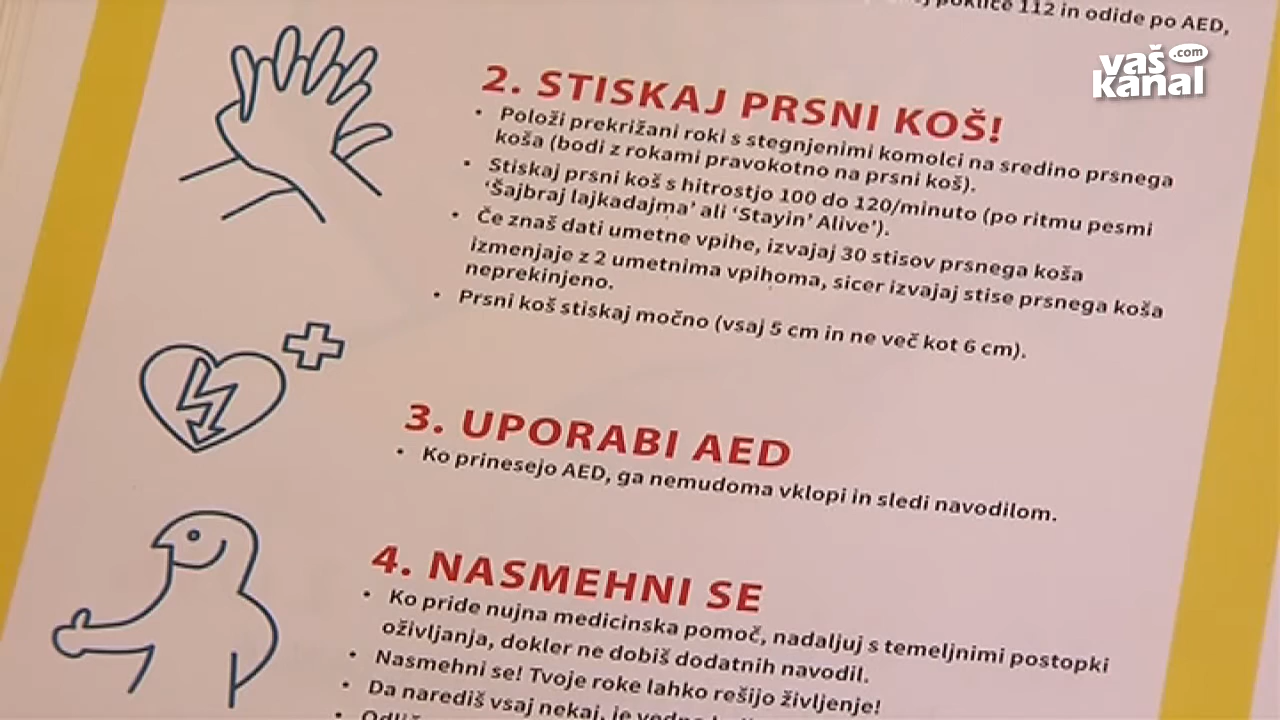 pokliče 112 in odide po AED,
vaš
.com
kanal
2. STISKAJ PRSNI KOŠ!
• Položi prekrižani roki s stegnjenimi komolci na sredino prsnega
koša (bodi z rokami pravokotno na prsni koš).
• Stiskaj prsni koš s hitrostjo 100 do 120/minuto (po ritmu pesmi
‘Šajbraj lajkadajma’ ali ‘Stayin’ Alive’).
• Če znaš dati umetne vpihe, izvajaj 30 stisov prsnega koša
izmenjaje z 2 umetnima vpihoma, sicer izvajaj stise prsnega koša
neprekinjeno.
• Prsni koš stiskaj močno (vsaj 5 cm in ne več kot 6 cm).
3. UPORABI AED
• Ko prinesejo AED, ga nemudoma vklopi in sledi navodilom.
4. NASMEHNI SE
• Ko pride nujna medicinska pomoč, nadaljuj s temeljnimi postopki
oživljanja, dokler ne dobiš dodatnih navodil.
• Nasmehni se! Tvoje roke lahko rešijo življenje!
• Da narediš vsaj nekaj, je vedno